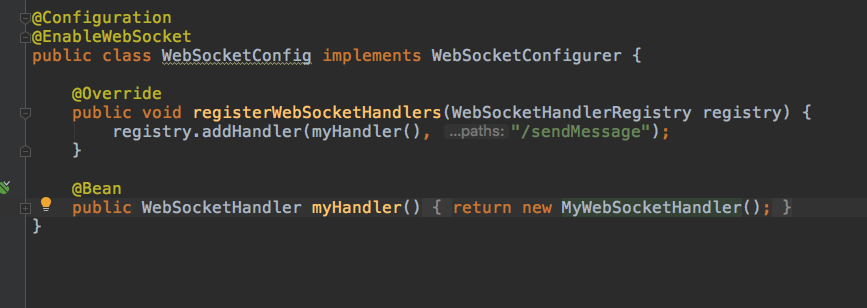 @Configuration
@EnableWebSocket
public class WebSocketConfig implements WebSocketConfigurer {
@Override
public void registerWebSocketHandlers(WebSocketHandlerRegistry registry) {
registry.addHandler(myHandler(), ...paths: "/sendMessage");
}
@Bean
public WebSocketHandler myHandler() { return new MyWebSocketHandler(); }
}